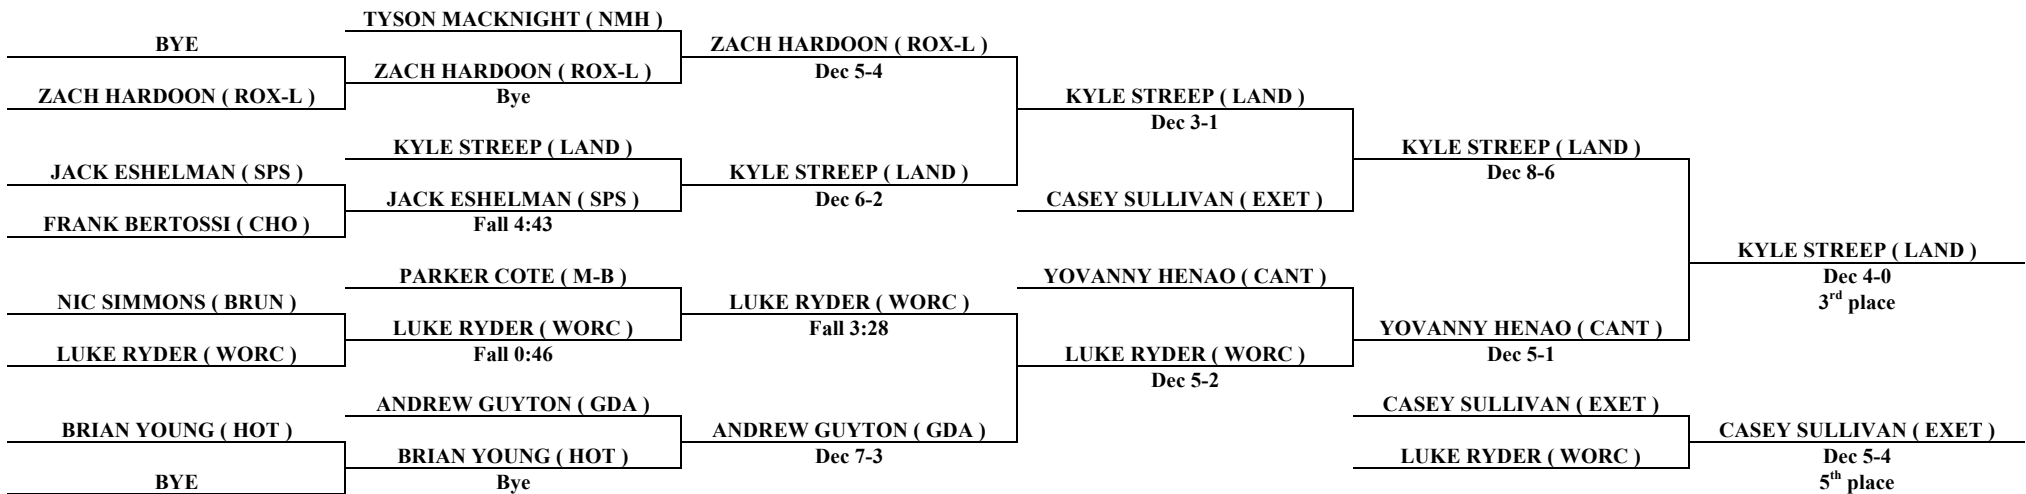 BYE
ZACH HARDOON ( ROX-L )
JACK ESHELMAN ( SPS )
FRANK BERTOSSI ( CHO )
NIC SIMMONS ( BRUN )
LUKE RYDER ( WORC )
BRIAN YOUNG ( HOT )
BYE
TYSON MACKNIGHT ( NMH )
ZACH HARDOON ( ROX-L )
Bye
KYLE STREEP ( LAND )
JACK ESHELMAN ( SPS )
Fall 4:43
PARKER COTE ( M-B )
LUKE RYDER ( WORC )
Fall 0:46
ANDREW GUYTON ( GDA )
BRIAN YOUNG ( HOT )
Bye
ZACH HARDOON ( ROX-L )
Dec 5-4
KYLE STREEP ( LAND )
Dec 6-2
LUKE RYDER ( WORC )
Fall 3:28
ANDREW GUYTON ( GDA )
Dec 7-3
KYLE STREEP ( LAND )
Dec 3-1
CASEY SULLIVAN ( EXET )
YOVANNY HENAO ( CANT )
LUKE RYDER ( WORC )
Dec 5-2
KYLE STREEP ( LAND )
Dec 8-6
YOVANNY HENAO ( CANT )
Dec 5-1
CASEY SULLIVAN ( EXET )
LUKE RYDER ( WORC )
KYLE STREEP ( LAND )
Dec 4-0
3rd place
CASEY SULLIVAN ( EXET )
Dec 5-4
5th place